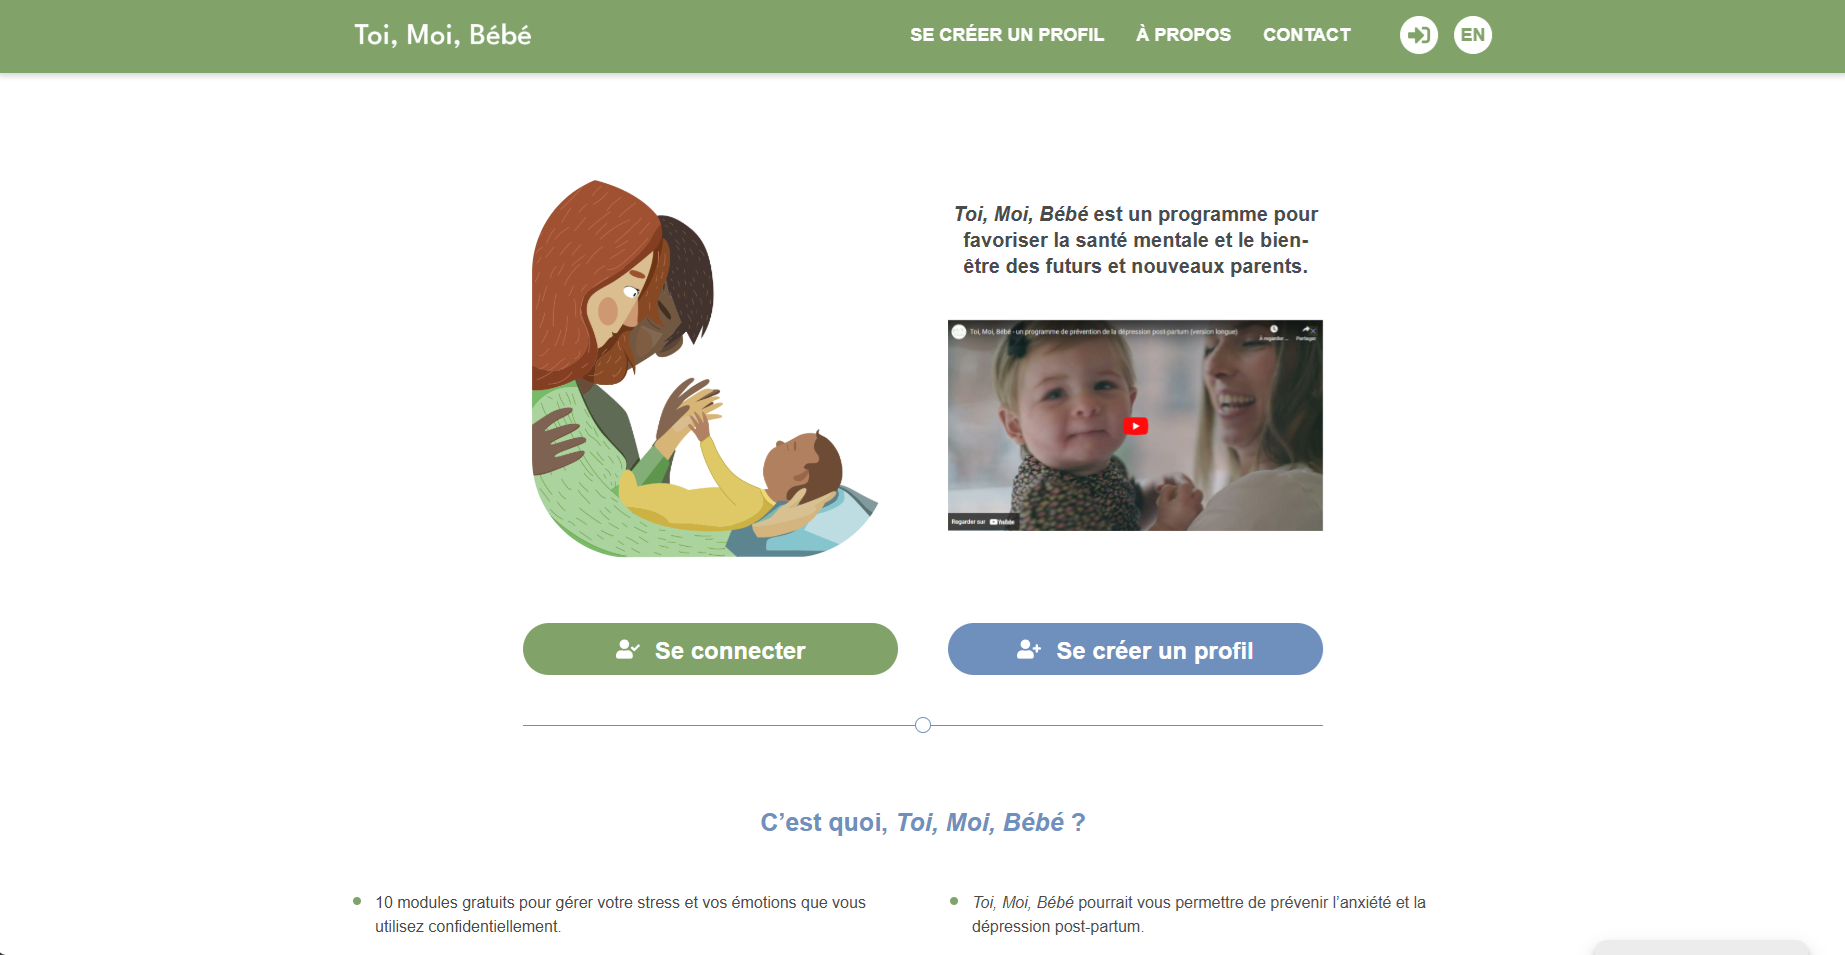 Toi, Moi, Bébé
SE CRÉER UN PROFIL
À PROPOS
CONTACT
EN
Toi, Moi, Bébé est un programme pour
favoriser la santé mentale et le bien-
être des futurs et nouveaux parents.
Toi, Moi, Bébé - un programme de prévention de la dépression post-partum (version longue)
À regarder ...
Partager
Regarder sur YouTube
Se connecter
Se créer un profil
C’est quoi, Toi, Moi, Bébé ?
10 modules gratuits pour gérer votre stress et vos émotions que vous
utilisez confidentiellement.
Toi, Moi, Bébé pourrait vous permettre de prévenir l’anxiété et la
dépression post-partum.